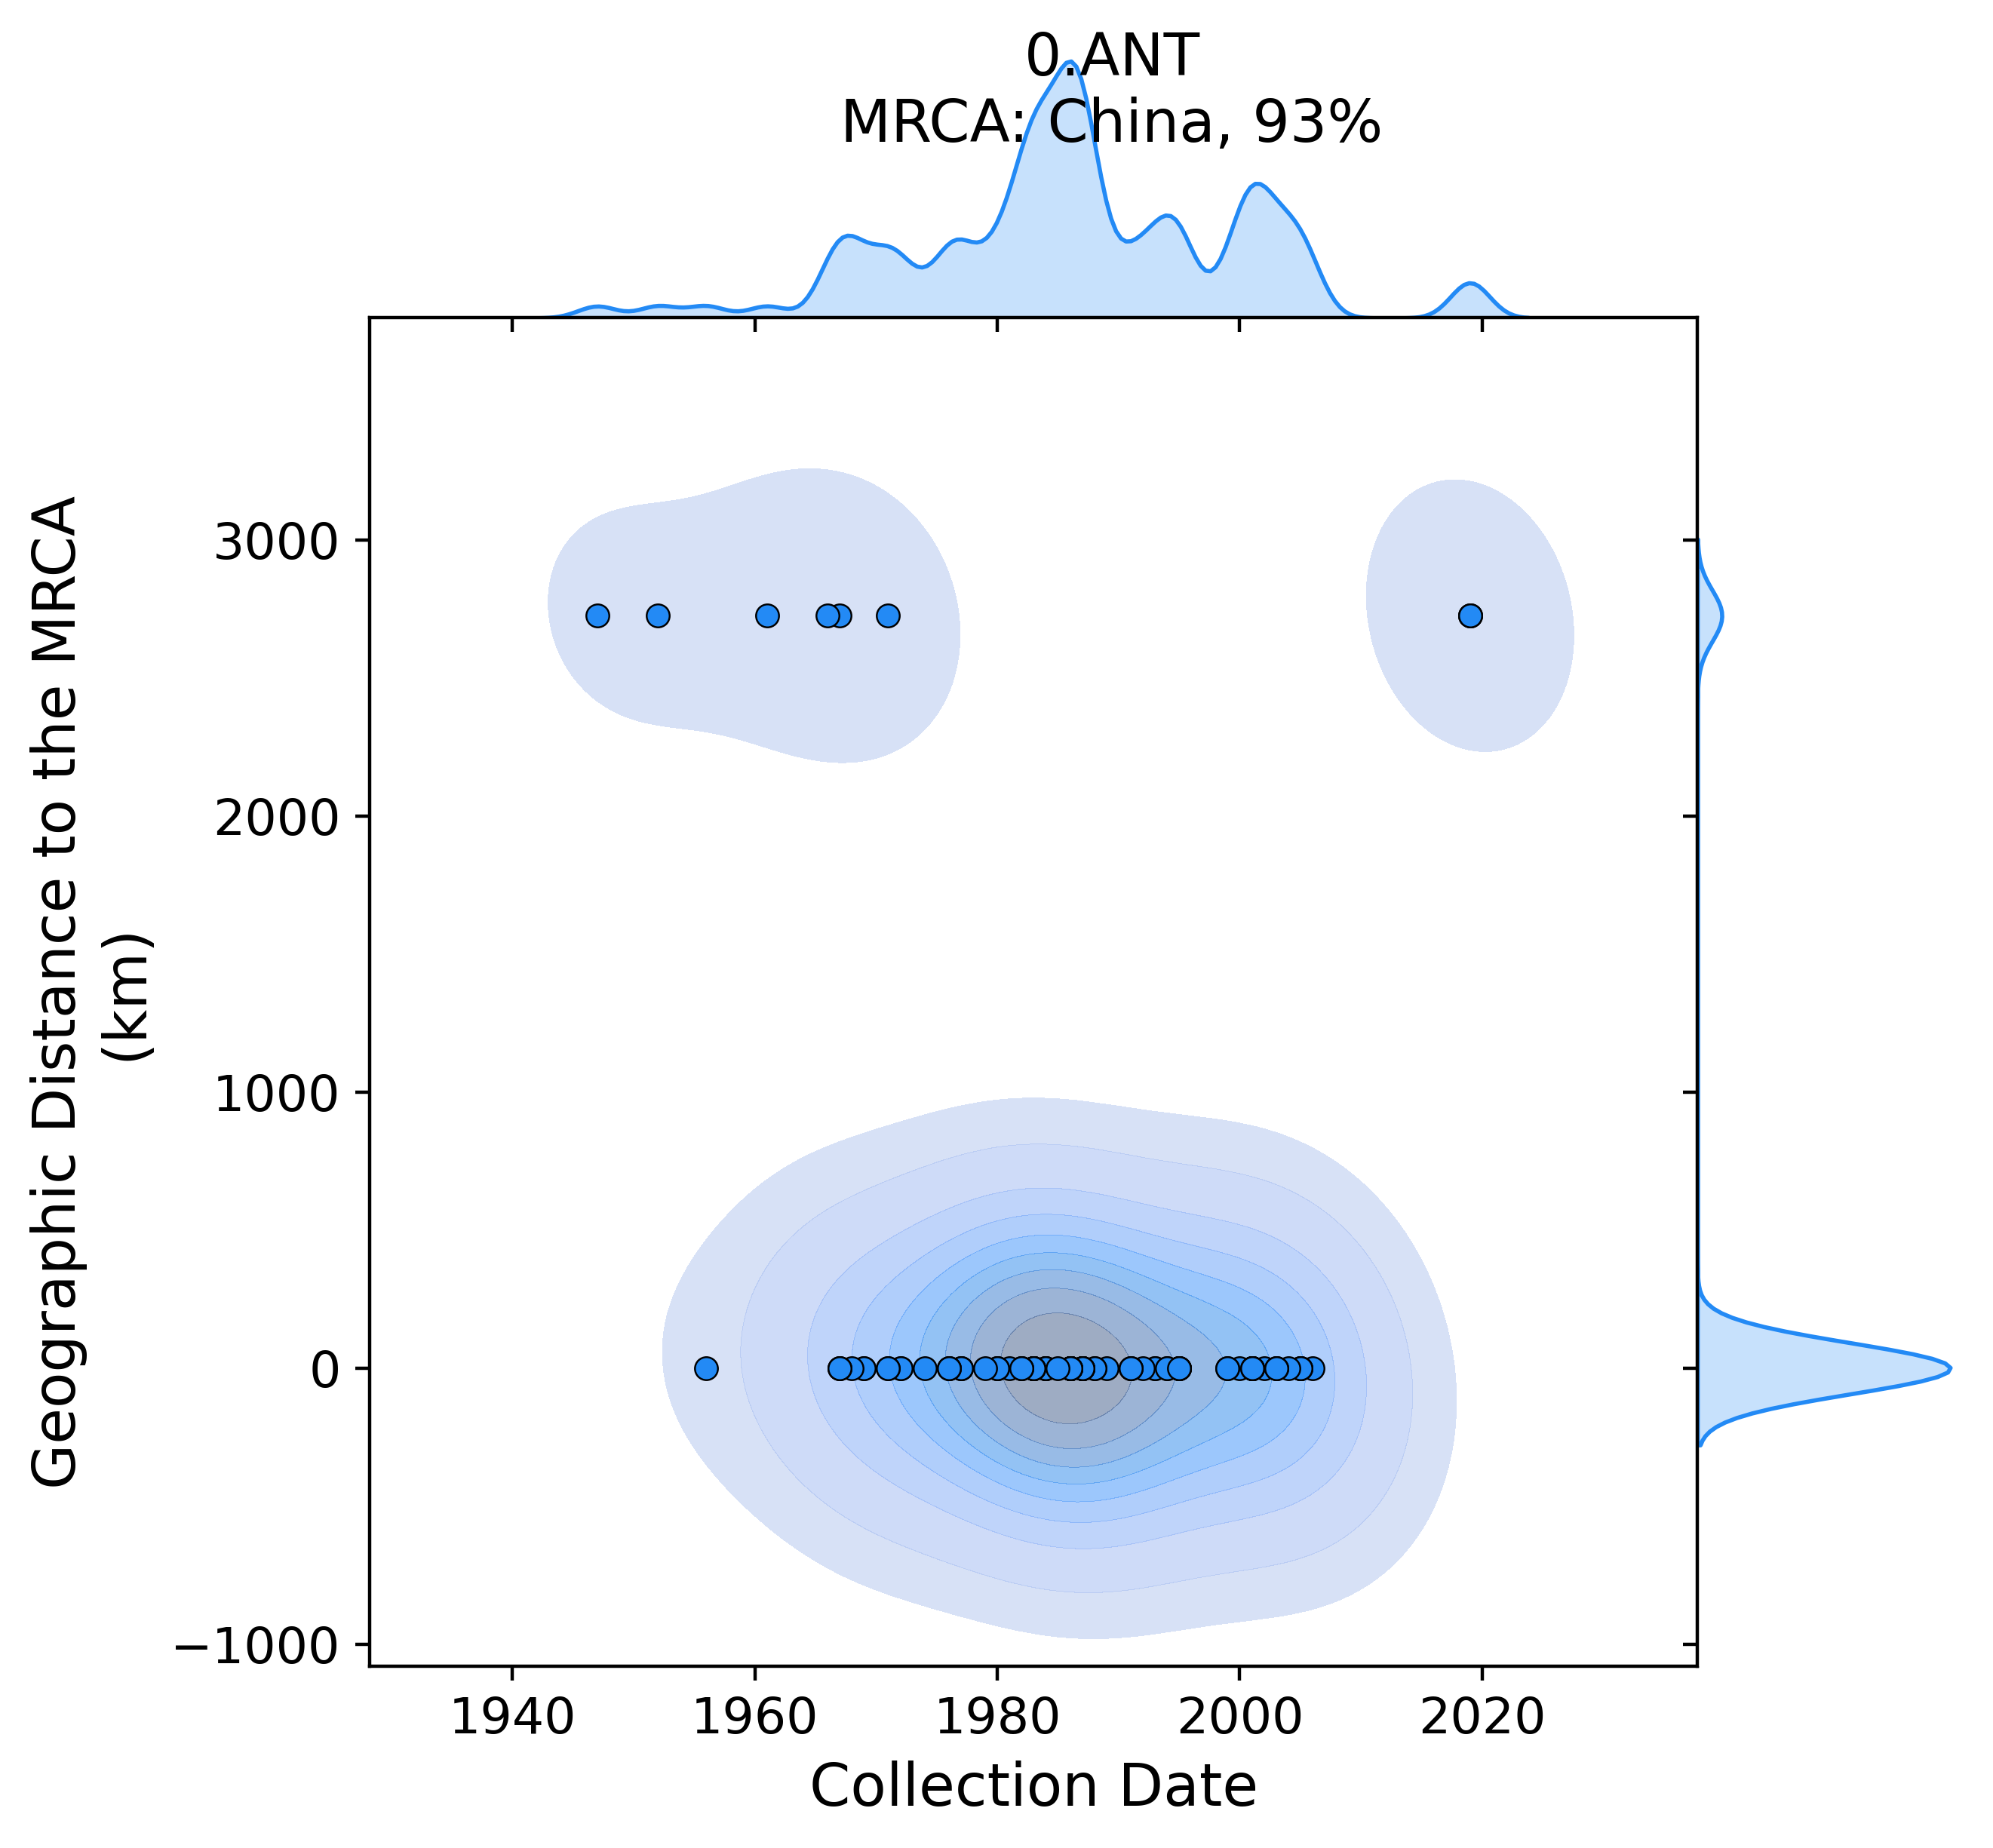 0.ANT
MRCA: China, 93%
Geographic Distance to the MRCA
(km)
3000
2000
1000
0
−1000
1940 1960 1980 2000 2020
Collection Date